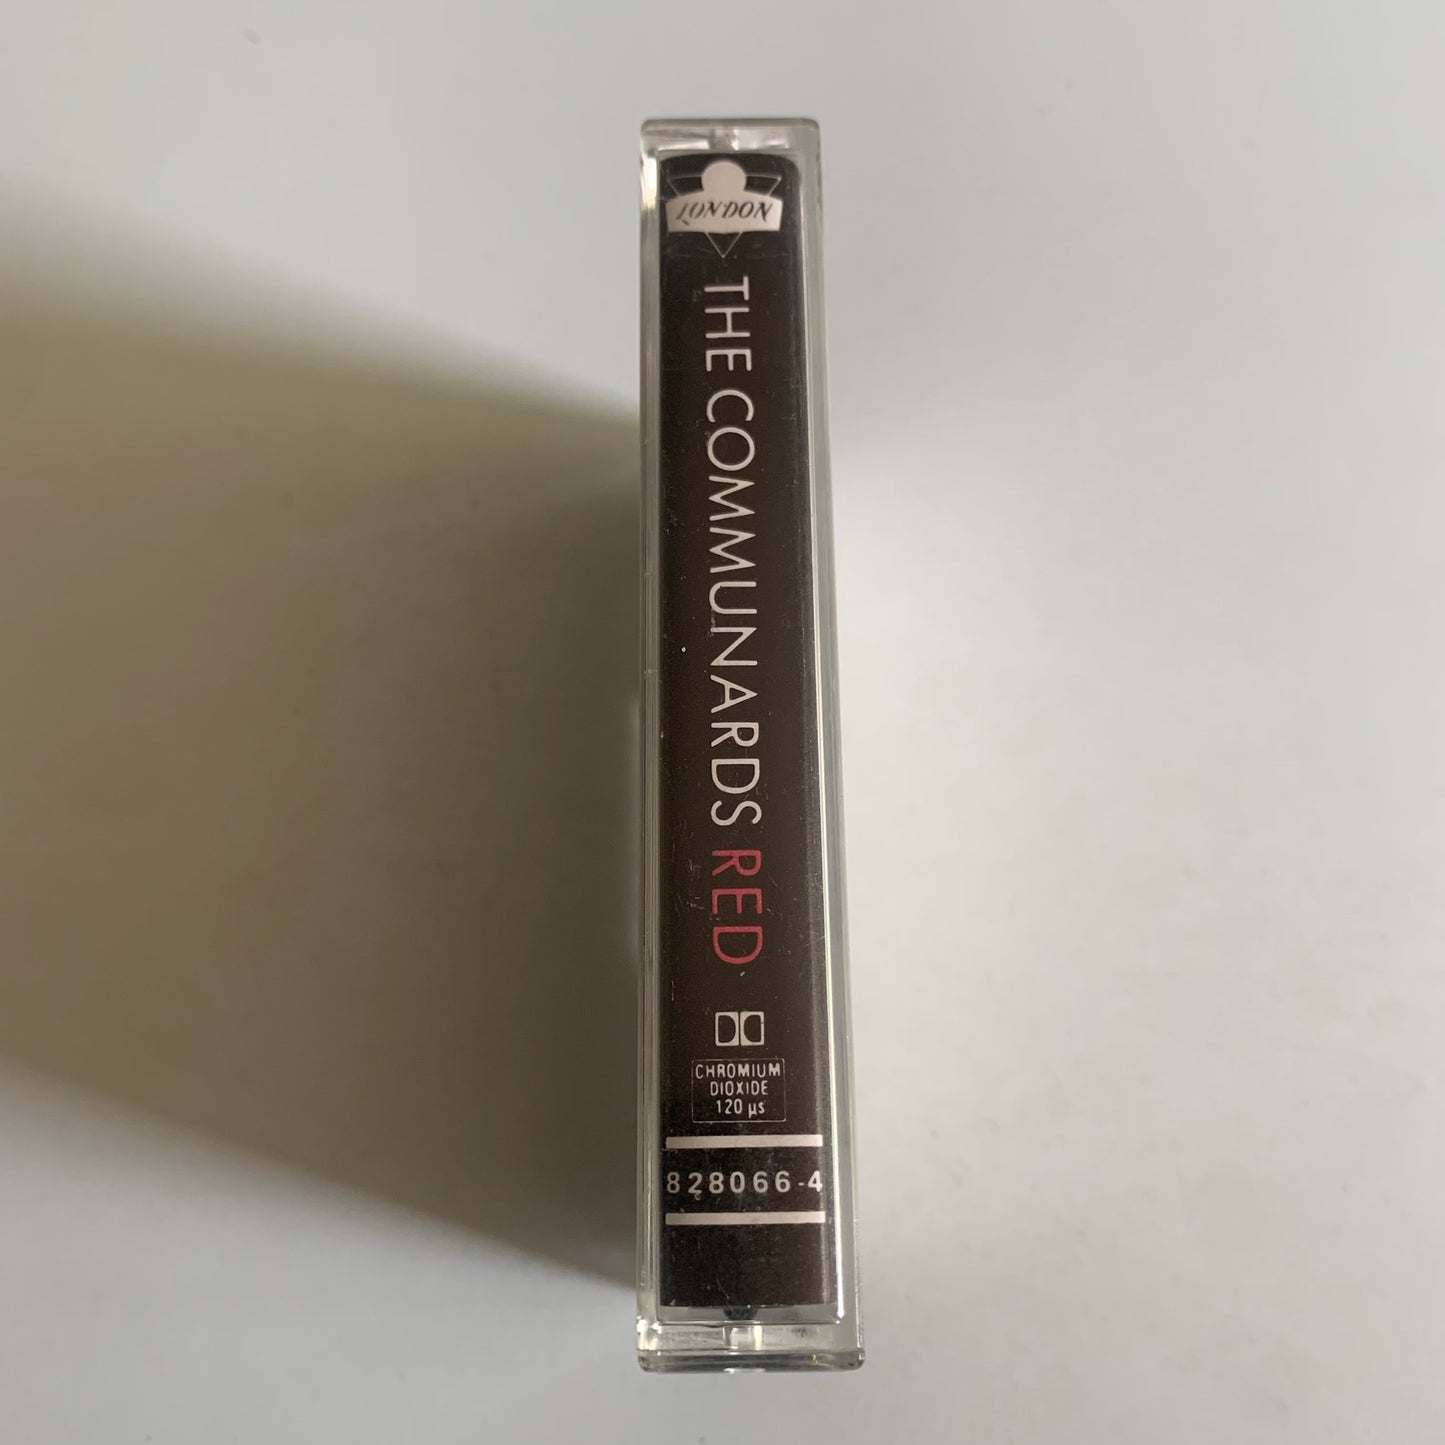 LONDON
THE COMMUNARDS RED
CHROMIUM
DIOXIDE
120 µs
828066-4